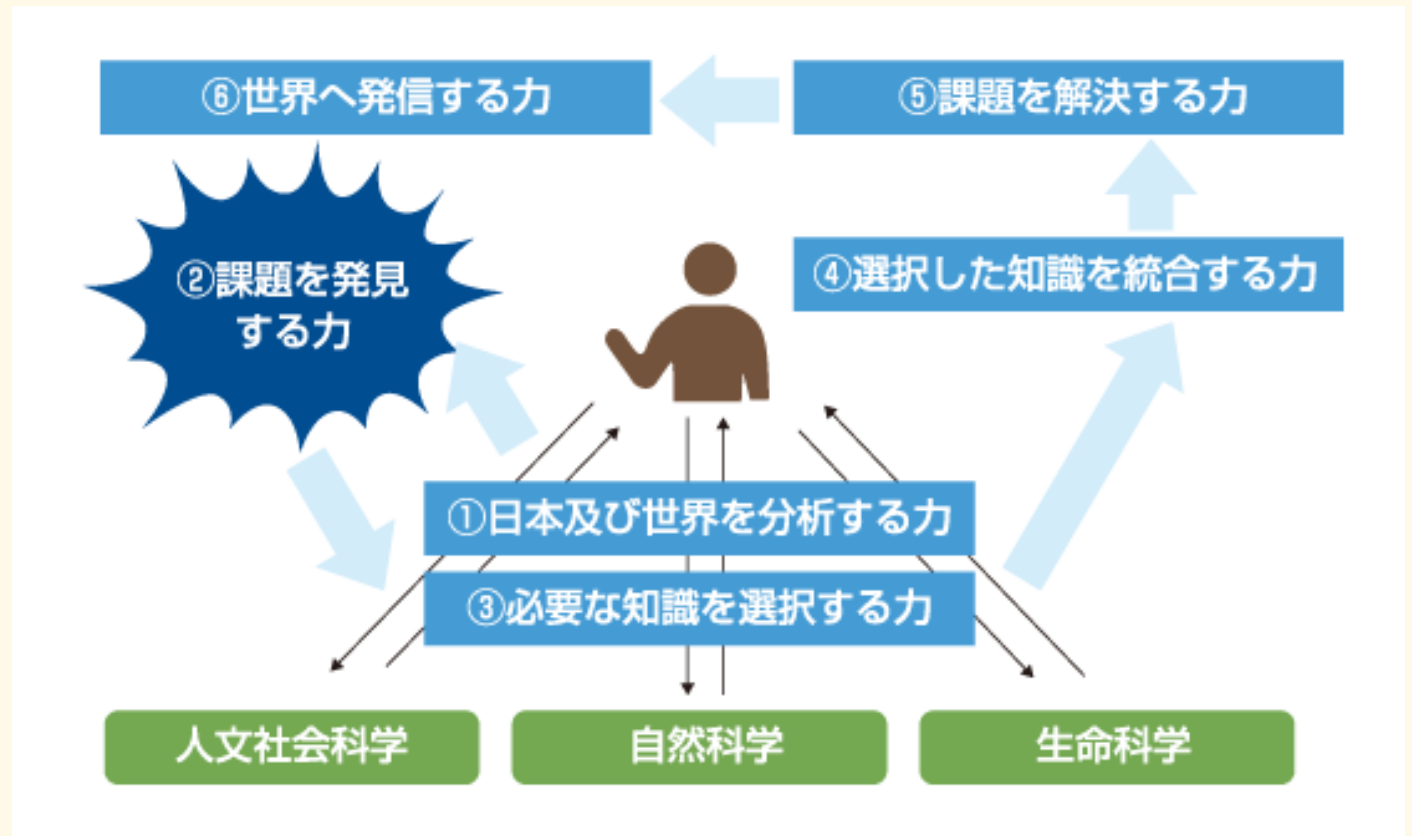 ⑥世界へ発信する力
⑤課題を解決する力
②課題を発見
する力
④選択した知識を統合する力
①日本及び世界を分析する力
③必要な知識を選択する力
人文社会科学
自然科学
生命科学